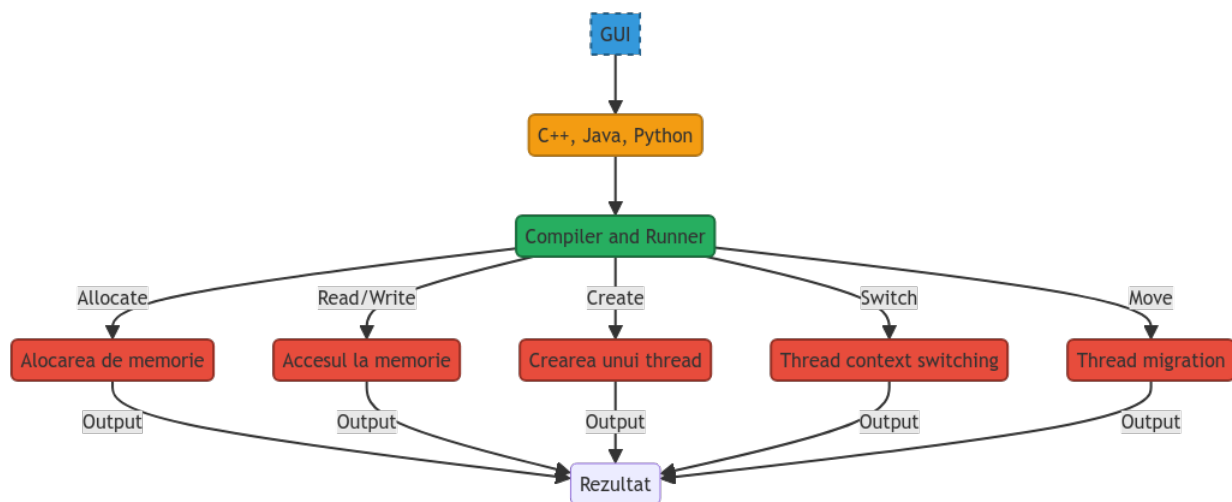 GUI
C++, Java, Python
Compiler and Runner
Allocate
Read/Write
Create
Switch
Move
Alocarea de memorie
Accesul la memorie
Crearea unui thread
Thread context switching
Thread migration
Output
Output
Output
Output
Output
Rezultat